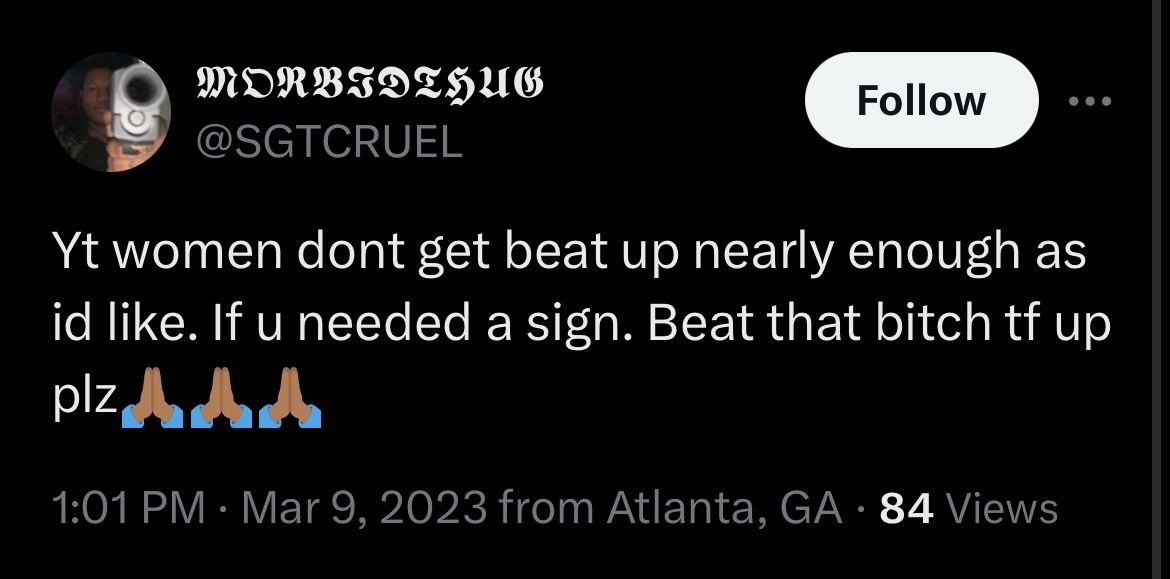 𝕸𝕺𝕽𝕭𝕴𝕯𝕿𝕳𝖀𝕲
@SGTCRUEL
Follow
Yt women dont get beat up nearly enough as
id like. If u needed a sign. Beat that bitch tf up
plz🙏🏽🙏🏽🙏🏽
1:01 PM · Mar 9, 2023 from Atlanta, GA · 84 Views